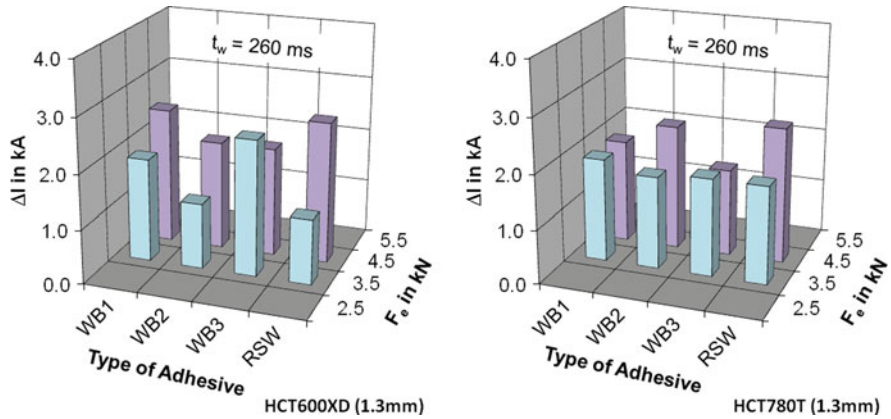 t_w = 260 ms
4.0
3.0
2.0
1.0
0.0
ΔI in kA
WB1
WB2
WB3
RSW
Type of Adhesive
2.5
3.5
4.5
5.5
F_e in kN
HCT600XD (1.3mm)
t_w = 260 ms
4.0
3.0
2.0
1.0
0.0
ΔI in kA
WB1
WB2
WB3
RSW
Type of Adhesive
2.5
3.5
4.5
5.5
F_e in kN
HCT780T (1.3mm)